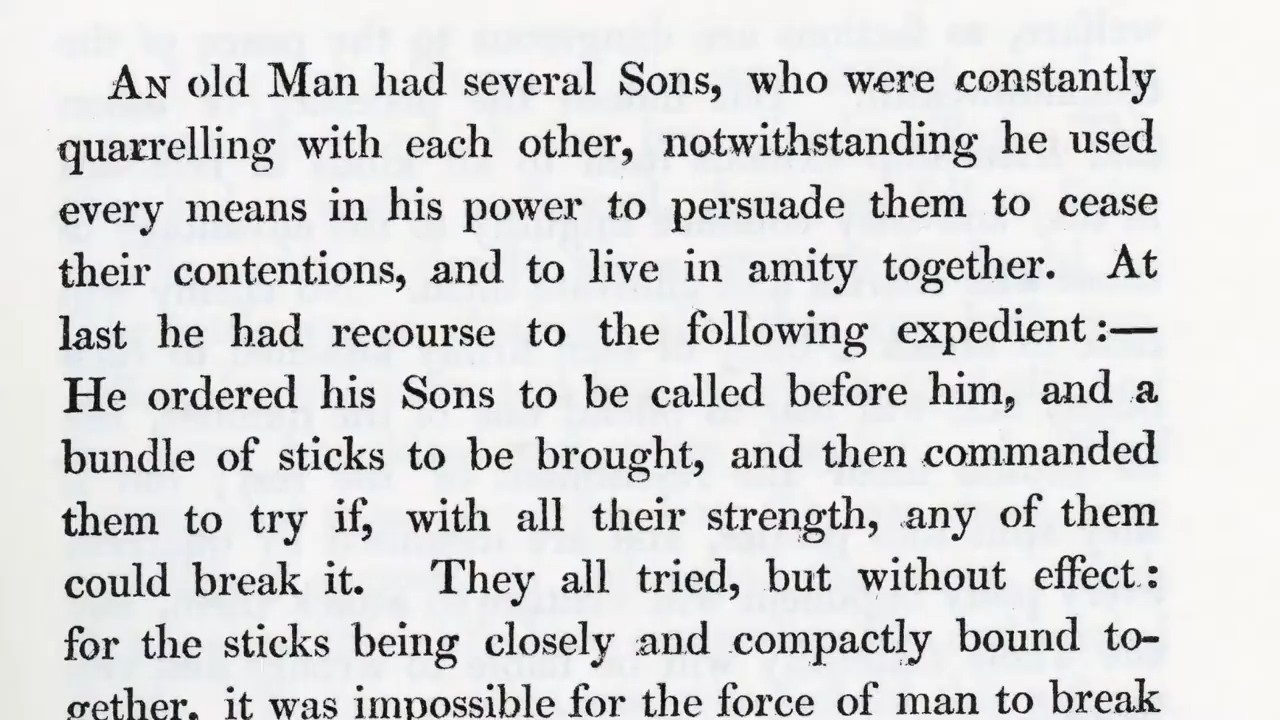 AN old Man had several Sons, who were constantly
quarrelling with each other, notwithstanding he used
every means in his power to persuade them to cease
their contentions, and to live in amity together. At
last he had recourse to the following expedient:—
He ordered his Sons to be called before him, and a
bundle of sticks to be brought, and then commanded
them to try if, with all their strength, any of them
could break it. They all tried, but without effect:
for the sticks being closely and compactly bound to-
gether, it was impossible for the force of man to break